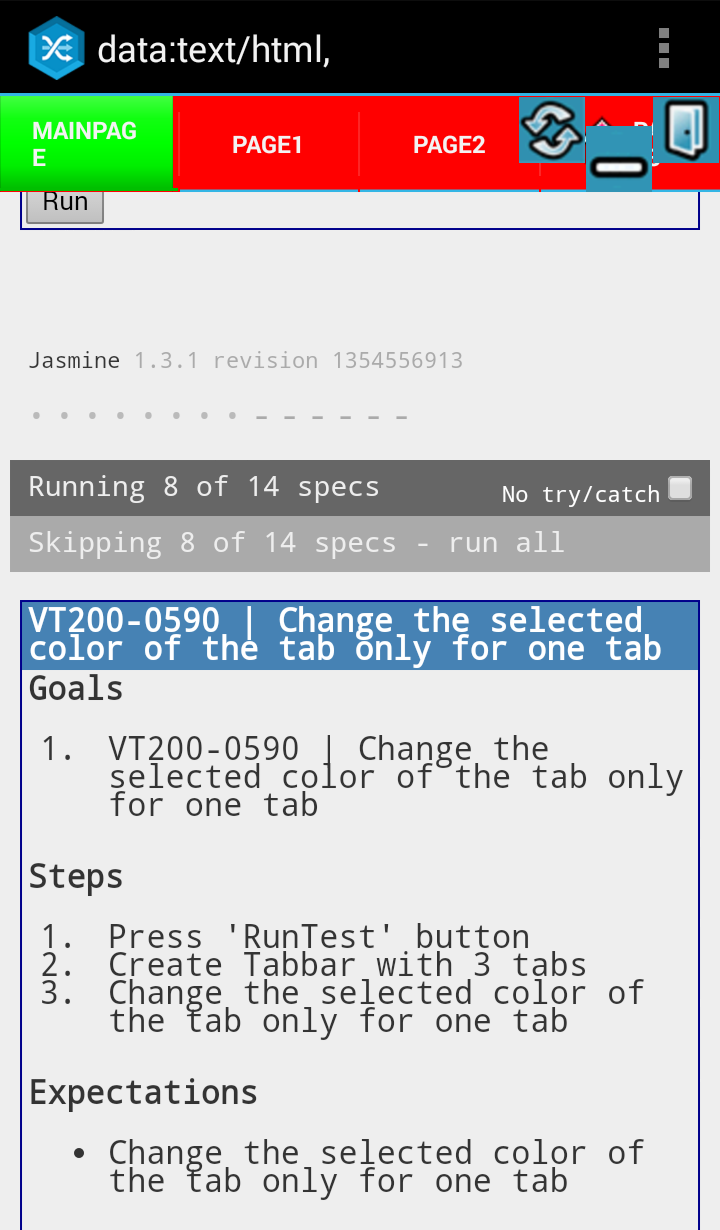 data:text/html,
MAINPAG
E
PAGE1
PAGE2
Run
Jasmine 1.3.1 revision 1354556913
Running 8 of 14 specs
No try/catch
Skipping 8 of 14 specs - run all
VT200-0590 | Change the selected
color of the tab only for one tab
Goals
1. VT200-0590 | Change the
selected color of the tab only
for one tab
Steps
1. Press 'RunTest' button
2. Create Tabbar with 3 tabs
3. Change the selected color of
the tab only for one tab
Expectations
• Change the selected color of
the tab only for one tab